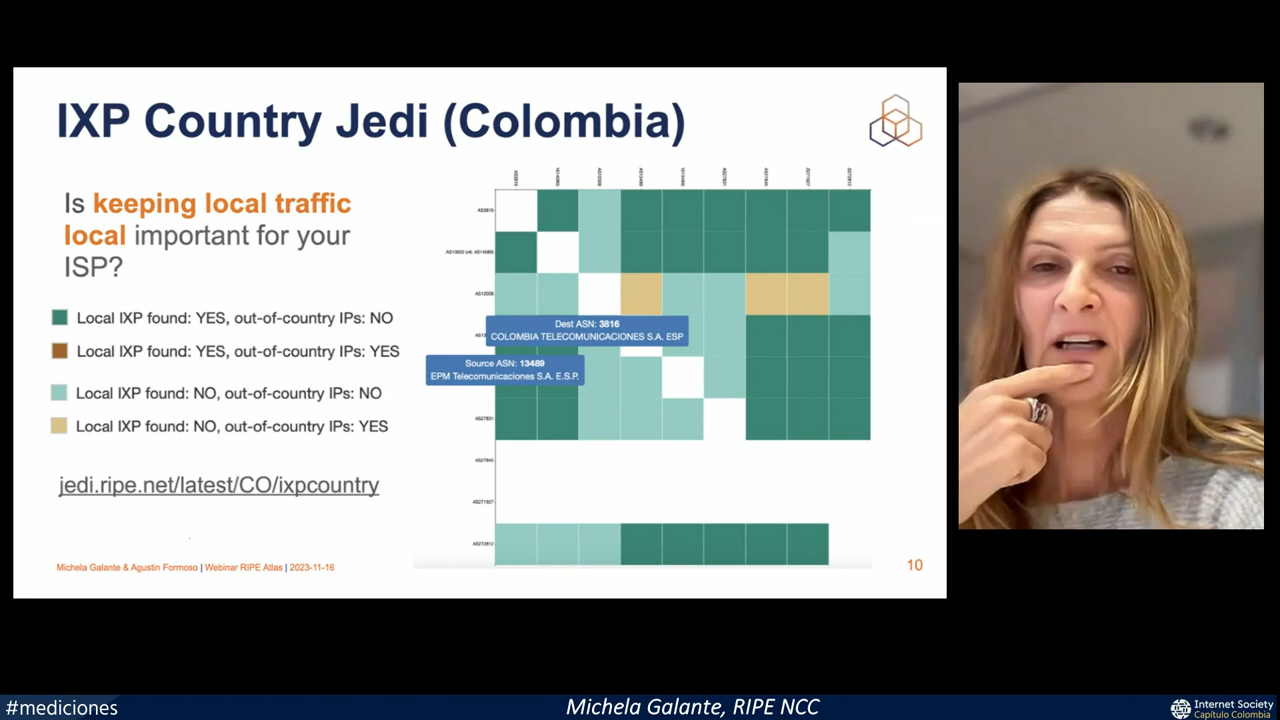 IXP Country Jedi (Colombia)
Is keeping local traffic
local important for your
ISP?
Local IXP found: YES, out-of-country IPs: NO
Local IXP found: YES, out-of-country IPs: YES
Local IXP found: NO, out-of-country IPs: NO
Local IXP found: NO, out-of-country IPs: YES
jedi.ripe.net/latest/CO/ixpcountry
AS3816
AS27831
AS271927
AS272812
Dest ASN: 3816
COLOMBIA TELECOMUNICACIONES S.A. ESP
Source ASN: 13489
EPM Telecomunicaciones S.A. E.S.P.
Michela Galante & Agustin Formoso | Webinar RIPE Atlas | 2023-11-16
10
#mediciones
Michela Galante, RIPE NCC
Internet Society
Capítulo Colombia